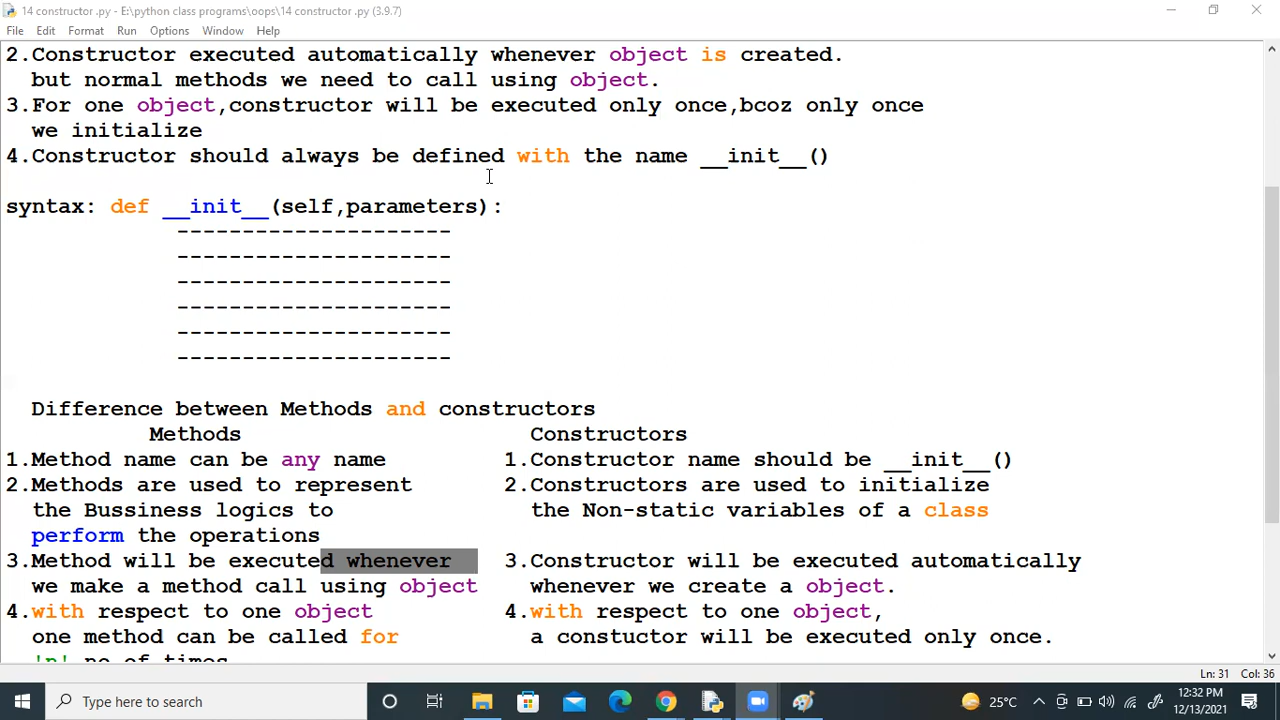 14 constructor .py - E:\python class programs\oops\14 constructor .py (3.9.7)
File Edit Format Run Options Window Help
2.Constructor executed automatically whenever object is created.
but normal methods we need to call using object.
3.For one object,constructor will be executed only once,bcoz only once
we initialize
4.Constructor should always be defined with the name __init__()
syntax: def __init__(self,parameters):
---------------------
---------------------
---------------------
---------------------
---------------------
---------------------
Difference between Methods and constructors
Methods Constructors
1.Method name can be any name 1.Constructor name should be __init__()
2.Methods are used to represent 2.Constructors are used to initialize
the Bussiness logics to the Non-static variables of a class
perform the operations
3.Method will be executed whenever 3.Constructor will be executed automatically
we make a method call using object whenever we create a object.
4.with respect to one object 4.with respect to one object,
one method can be called for a constuctor will be executed only once.
'n' no of times
Ln: 31 Col: 36
Type here to search
25°C
12:32 PM
12/13/2021